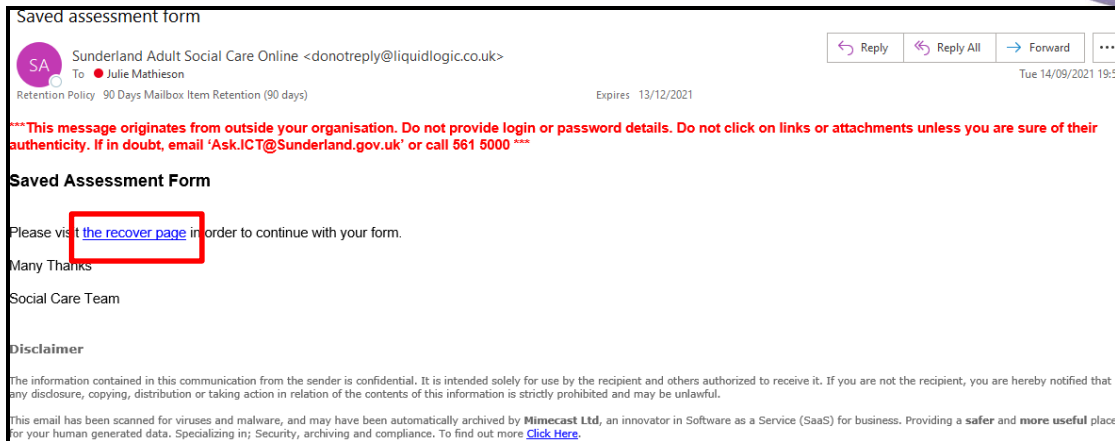 Saved assessment form
SA
Sunderland Adult Social Care Online <donotreply@liquidlogic.co.uk>
Reply
Reply All
Forward
To Julie Mathieson
Tue 14/09/2021
Retention Policy 90 Days Mailbox Item Retention (90 days)
Expires 13/12/2021
***This message originates from outside your organisation. Do not provide login or password details. Do not click on links or attachments unless you are sure of their
authenticity. If in doubt, email ‘Ask.ICT@Sunderland.gov.uk’ or call 561 5000 ***
Saved Assessment Form
Please visit the recover page in order to continue with your form.
Many Thanks
Social Care Team
Disclaimer
The information contained in this communication from the sender is confidential. It is intended solely for use by the recipient and others authorized to receive it. If you are not the recipient, you are hereby notified that
any disclosure, copying, distribution or taking action in relation of the contents of this information is strictly prohibited and may be unlawful.
This email has been scanned for viruses and malware, and may have been automatically archived by Mimecast Ltd, an innovator in Software as a Service (SaaS) for business. Providing a safer and more useful place
for your human generated data. Specializing in; Security, archiving and compliance. To find out more Click Here.